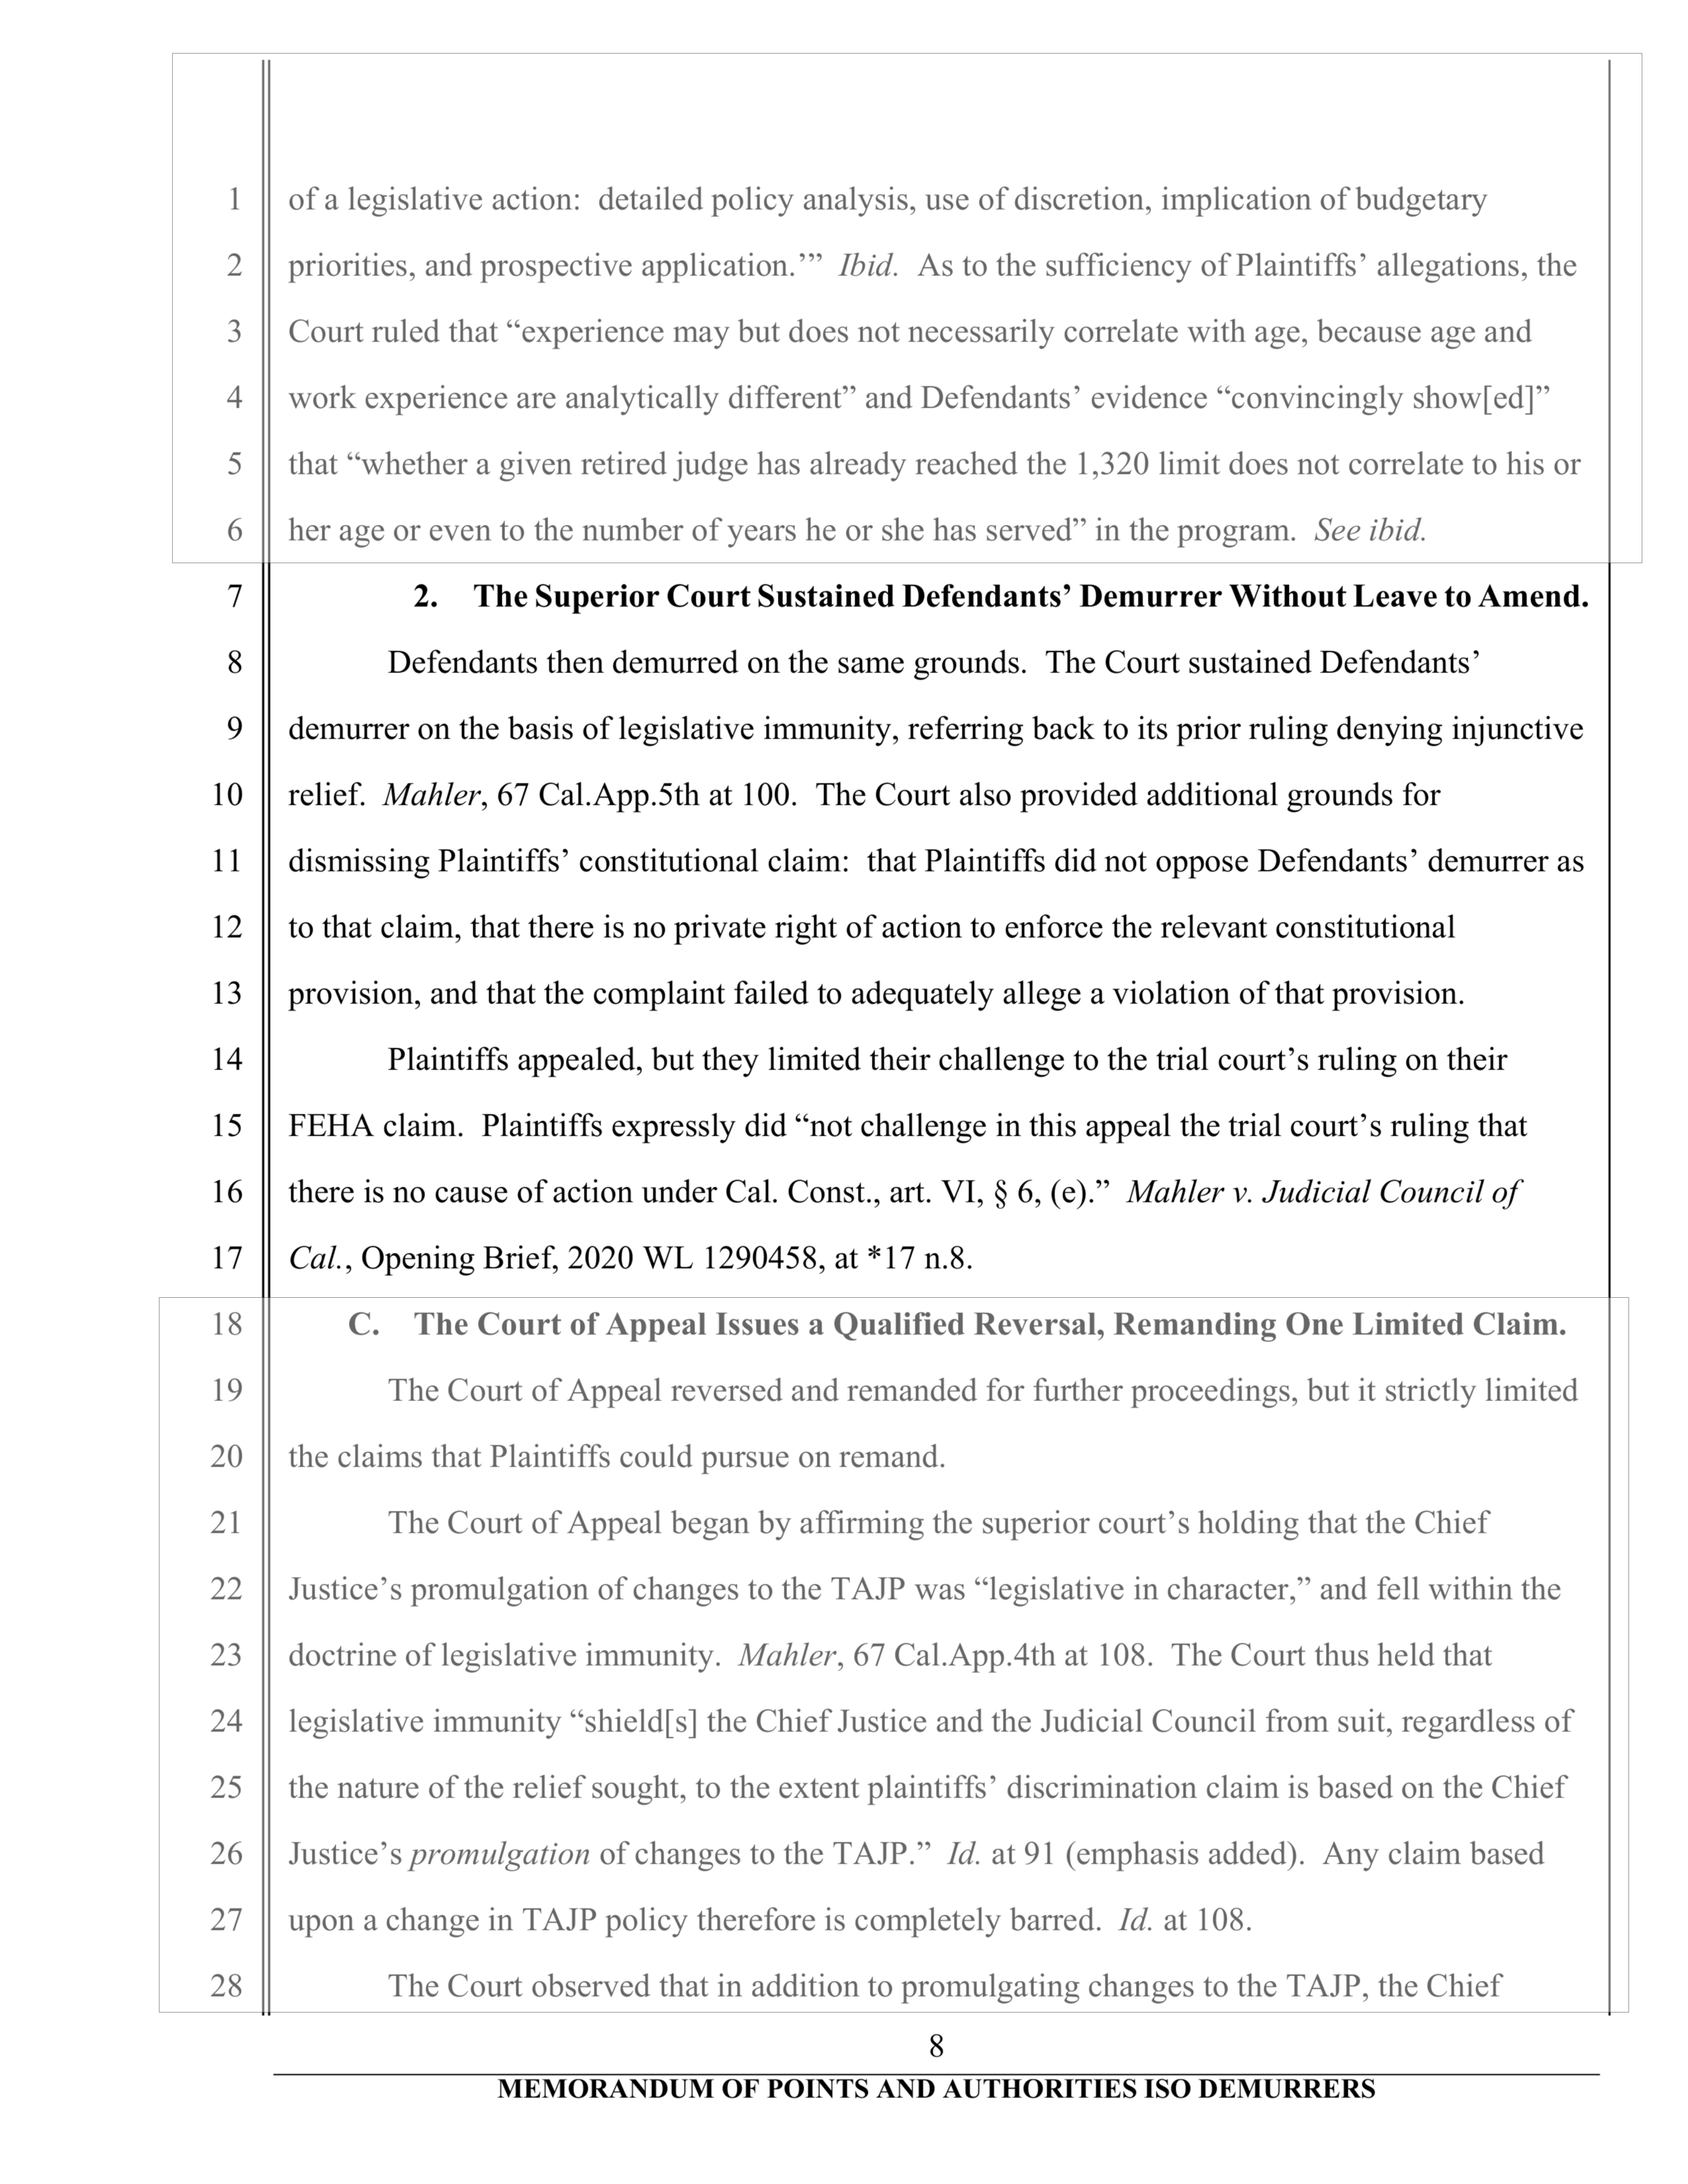 1 of a legislative action:  detailed policy analysis, use of discretion, implication of budgetary
2 priorities, and prospective application.’” Ibid.  As to the sufficiency of Plaintiffs’ allegations, the
3 Court ruled that “experience may but does not necessarily correlate with age, because age and
4 work experience are analytically different” and Defendants’ evidence “convincingly show[ed]”
5 that “whether a given retired judge has already reached the 1,320 limit does not correlate to his or
6 her age or even to the number of years he or she has served” in the program.  See ibid.
7 2. The Superior Court Sustained Defendants’ Demurrer Without Leave to Amend.
8 Defendants then demurred on the same grounds.  The Court sustained Defendants’
9 demurrer on the basis of legislative immunity, referring back to its prior ruling denying injunctive
10 relief.  Mahler, 67 Cal.App.5th at 100.  The Court also provided additional grounds for
11 dismissing Plaintiffs’ constitutional claim:  that Plaintiffs did not oppose Defendants’ demurrer as
12 to that claim, that there is no private right of action to enforce the relevant constitutional
13 provision, and that the complaint failed to adequately allege a violation of that provision.
14 Plaintiffs appealed, but they limited their challenge to the trial court’s ruling on their
15 FEHA claim.  Plaintiffs expressly did “not challenge in this appeal the trial court’s ruling that
16 there is no cause of action under Cal. Const., art. VI, § 6, (e).”  Mahler v. Judicial Council of
17 Cal., Opening Brief, 2020 WL 1290458, at *17 n.8.
18 C. The Court of Appeal Issues a Qualified Reversal, Remanding One Limited Claim.
19 The Court of Appeal reversed and remanded for further proceedings, but it strictly limited
20 the claims that Plaintiffs could pursue on remand.
21 The Court of Appeal began by affirming the superior court’s holding that the Chief
22 Justice’s promulgation of changes to the TAJP was “legislative in character,” and fell within the
23 doctrine of legislative immunity.  Mahler, 67 Cal.App.4th at 108.  The Court thus held that
24 legislative immunity “shield[s] the Chief Justice and the Judicial Council from suit, regardless of
25 the nature of the relief sought, to the extent plaintiffs’ discrimination claim is based on the Chief
26 Justice’s promulgation of changes to the TAJP.”  Id. at 91 (emphasis added).  Any claim based
27 upon a change in TAJP policy therefore is completely barred.  Id. at 108.
28 The Court observed that in addition to promulgating changes to the TAJP, the Chief
8
MEMORANDUM OF POINTS AND AUTHORITIES ISO DEMURRERS